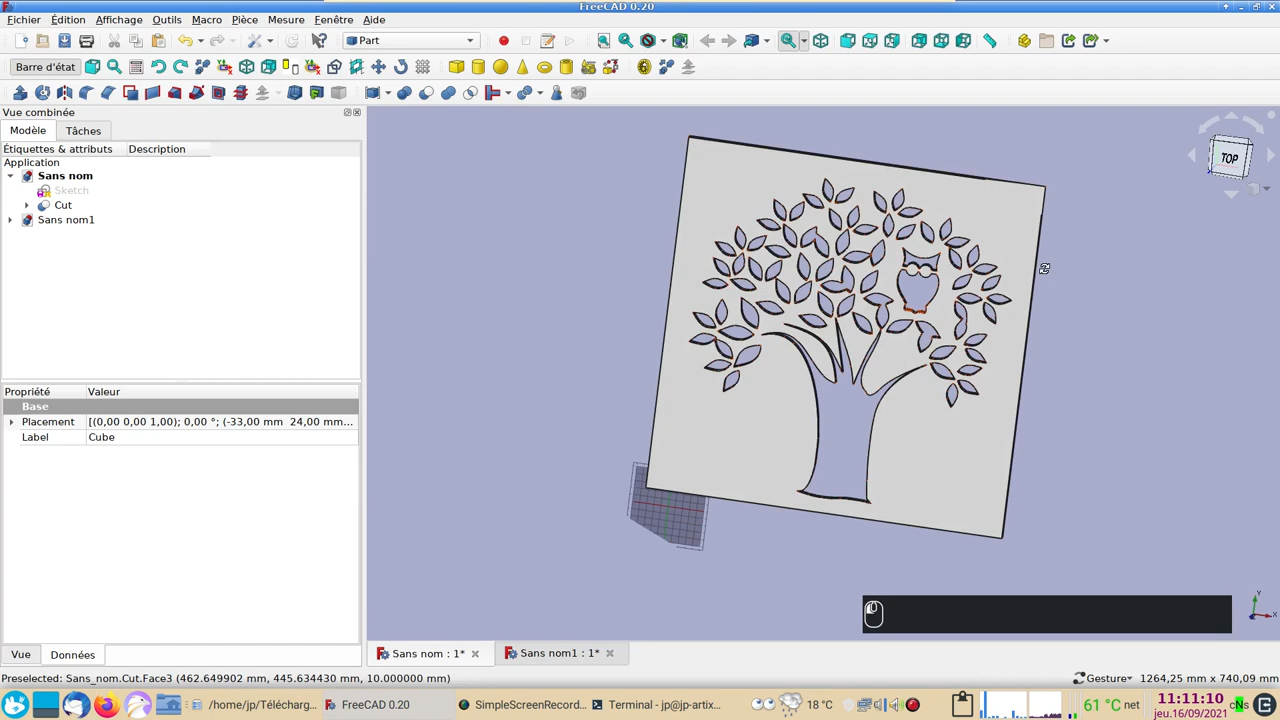 FreeCAD 0.20
Fichier Édition Affichage Outils Macro Pièce Mesure Fenêtre Aide
Part
Barre d'état
Vue combinée
Modèle Tâches
Étiquettes & attributs Description
Application
Sans nom
Sketch
Cut
Sans nom1
TOP
Propriété Valeur
Base
Placement [(0,00 0,00 1,00); 0,00 °; (-33,00 mm 24,00 mm...
Label Cube
Y
X
Vue Données
Sans nom : 1* Sans nom1 : 1*
Preselected: Sans_nom.Cut.Face3 (462.649902 mm, 445.634430 mm, 10.000000 mm)
Gesture 1264,25 mm x 740,09 mm
/home/jp/Télécharg... FreeCAD 0.20 SimpleScreenRecord... Terminal - jp@jp-artix... 18 °C 61 °C net 11:11:10 cNs
jeu.16/09/2021